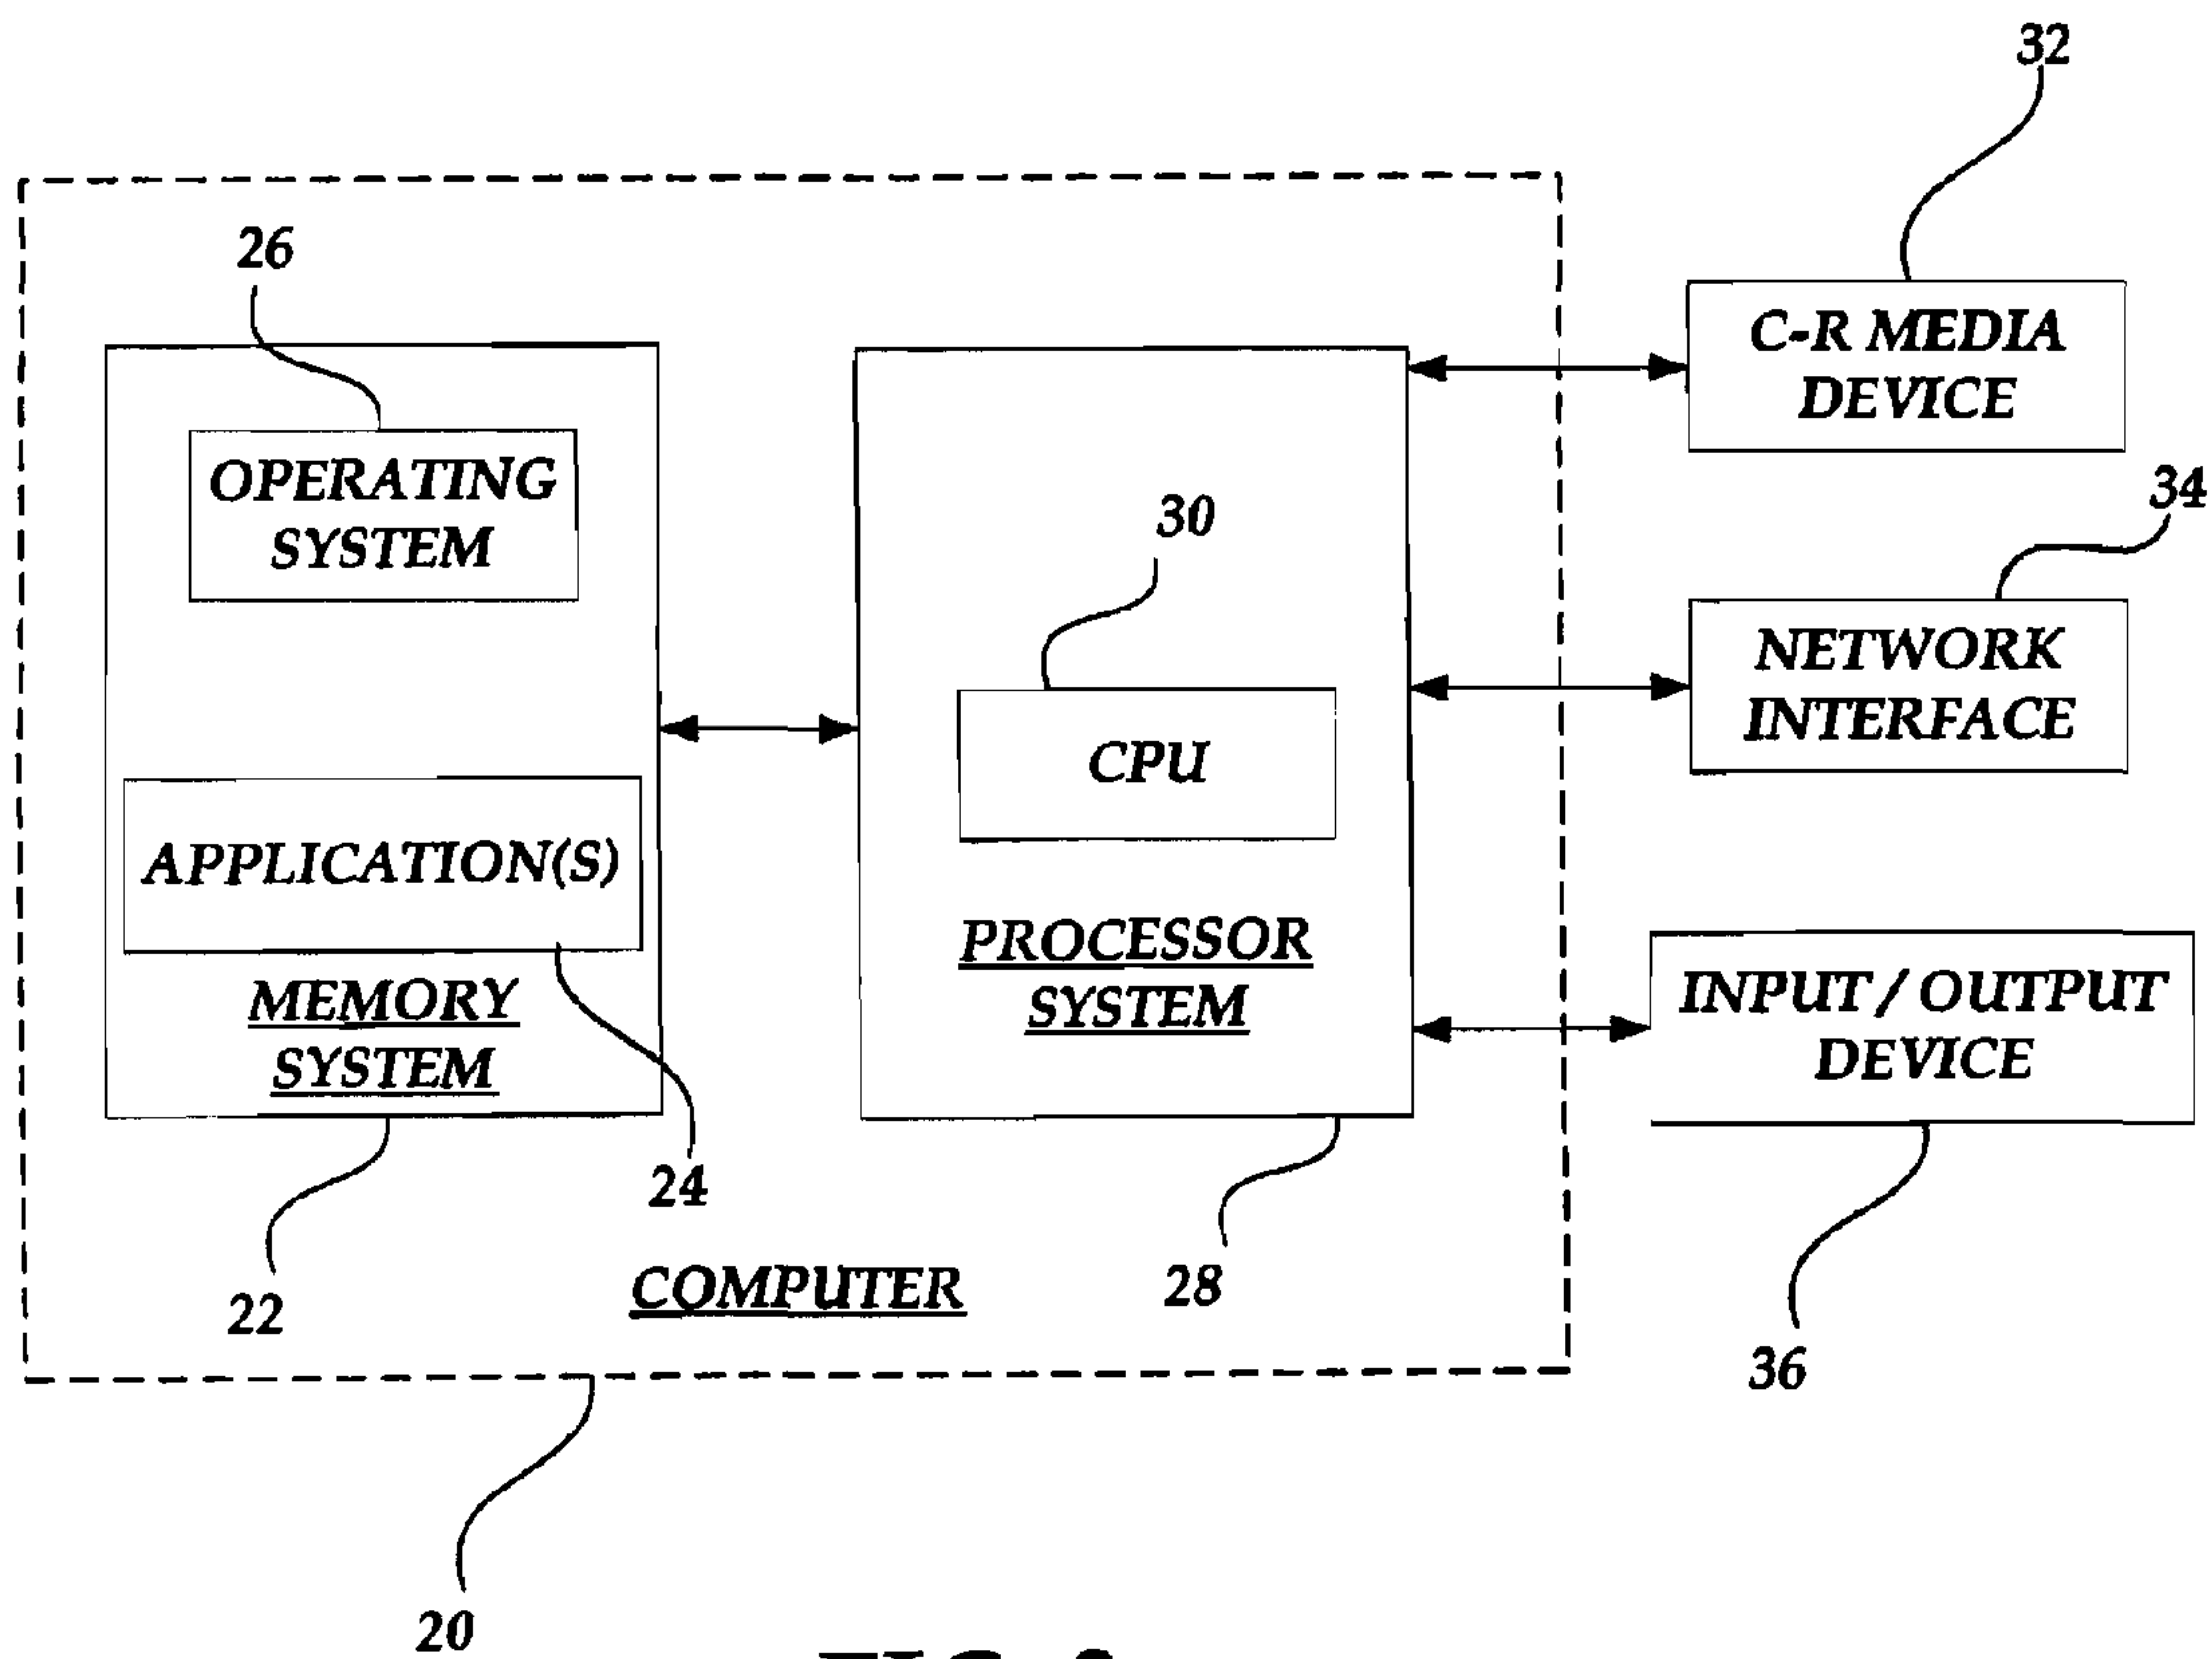 32
26
C-R MEDIA
DEVICE
34
OPERATING
SYSTEM
30
NETWORK
INTERFACE
CPU
APPLICATION(S)
PROCESSOR
SYSTEM
INPUT / OUTPUT
DEVICE
MEMORY
SYSTEM
24
22
COMPUTER
28
36
20